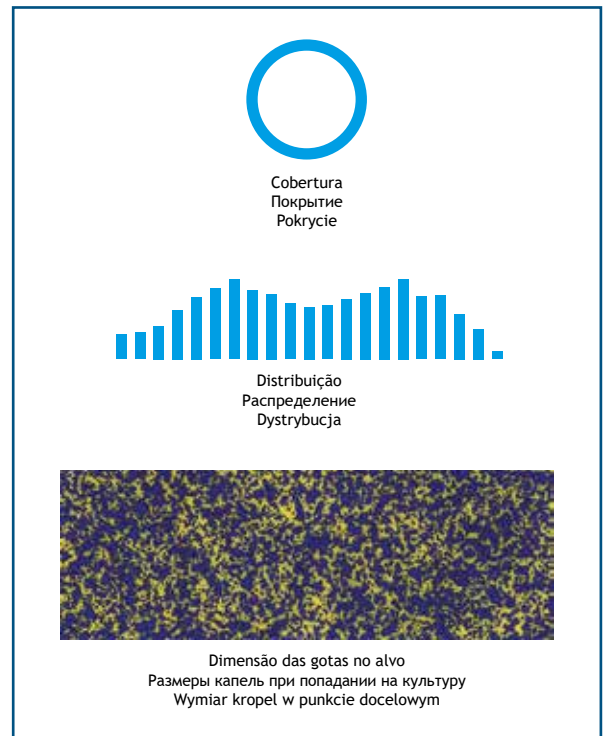 Cobertura
Покрытие
Pokrycie
Distribuição
Распределение
Dystrybucja
Dimensão das gotas no alvo
Размеры капель при попадании на культуру
Wymiar kropel w punkcie docelowym